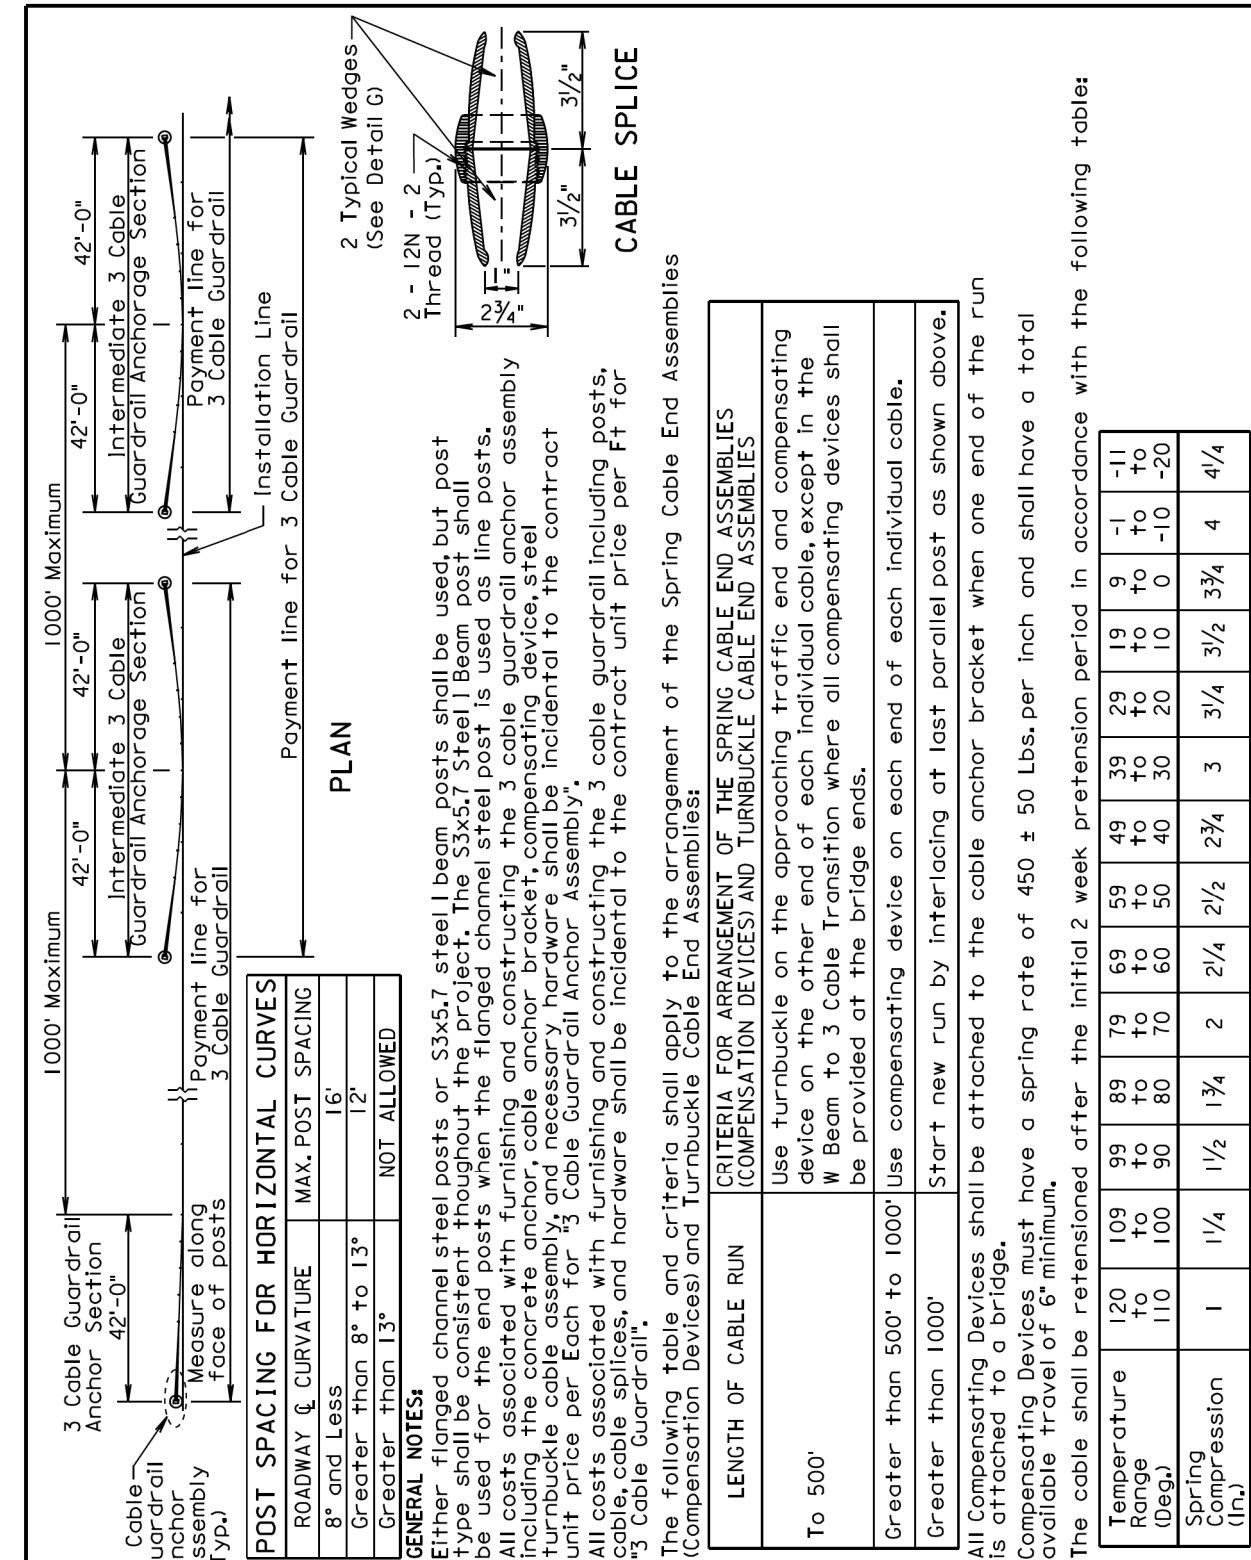 3 Cable Guardrail
Anchor Section
42'-0"
1000' Maximum
42'-0"
42'-0"
1000' Maximum
42'-0"
42'-0"
Cable
uardrail
nchor
ssembly
Typ.)
Measure along
face of posts
Payment line for
3 Cable Guardrail
Intermediate 3 Cable
Guardrail Anchorage Section
Intermediate 3 Cable
Guardrail Anchorage Section
Payment line for
3 Cable Guardrail
Installation Line
Payment line for 3 Cable Guardrail
PLAN
2 Typical Wedges
(See Detail G)
2 - 12N - 2
Thread (Typ.)
1"
2¾"
3½"
3½"
CABLE SPLICE
POST SPACING FOR HORIZONTAL CURVES
ROADWAY ℄ CURVATURE MAX. POST SPACING
8° and Less 16'
Greater than 8° to 13° 12'
Greater than 13° NOT ALLOWED
GENERAL NOTES:
Either flanged channel steel posts or S3x5.7 steel I beam posts shall be used, but post
type shall be consistent thoughout the project. The S3x5.7 Steel I Beam post shall
be used for the end posts when the flanged channel steel post is used as line posts.
All costs associated with furnishing and constructing the 3 cable guardrail anchor assembly
including the concrete anchor, cable anchor bracket, compensating device, steel
turnbuckle cable assembly, and necessary hardware shall be incidental to the contract
unit price per Each for "3 Cable Guardrail Anchor Assembly".
All costs associated with furnishing and constructing the 3 cable guardrail including posts,
cable, cable splices, and hardware shall be incidental to the contract unit price per Ft for
"3 Cable Guardrail".
The following table and criteria shall apply to the arrangement of the Spring Cable End Assemblies
(Compensation Devices) and Turnbuckle Cable End Assemblies:
LENGTH OF CABLE RUN
CRITERIA FOR ARRANGEMENT OF THE SPRING CABLE END ASSEMBLIES
(COMPENSATION DEVICES) AND TURNBUCKLE CABLE END ASSEMBLIES
To 500'
Use turnbuckle on the approaching traffic end and compensating
device on the other end of each individual cable, except in the
W Beam to 3 Cable Transition where all compensating devices shall
be provided at the bridge ends.
Greater than 500' to 1000' Use compensating device on each end of each individual cable.
Greater than 1000' Start new run by interlacing at last parallel post as shown above.
All Compensating Devices shall be attached to the cable anchor bracket when one end of the run
is attached to a bridge.
Compensating Devices must have a spring rate of 450 ± 50 Lbs. per inch and shall have a total
available travel of 6" minimum.
The cable shall be retensioned after the initial 2 week pretension period in accordance with the following table:
Temperature 120 109 99 89 79 69 59 49 39 29 19 9 -1 -11
Range to to to to to to to to to to to to to to
(Deg.) 110 100 90 80 70 60 50 40 30 20 10 0 -10 -20
Spring
Compression 1 1¼ 1½ 1¾ 2 2¼ 2½ 2¾ 3 3¼ 3½ 3¾ 4 4¼
(In.)